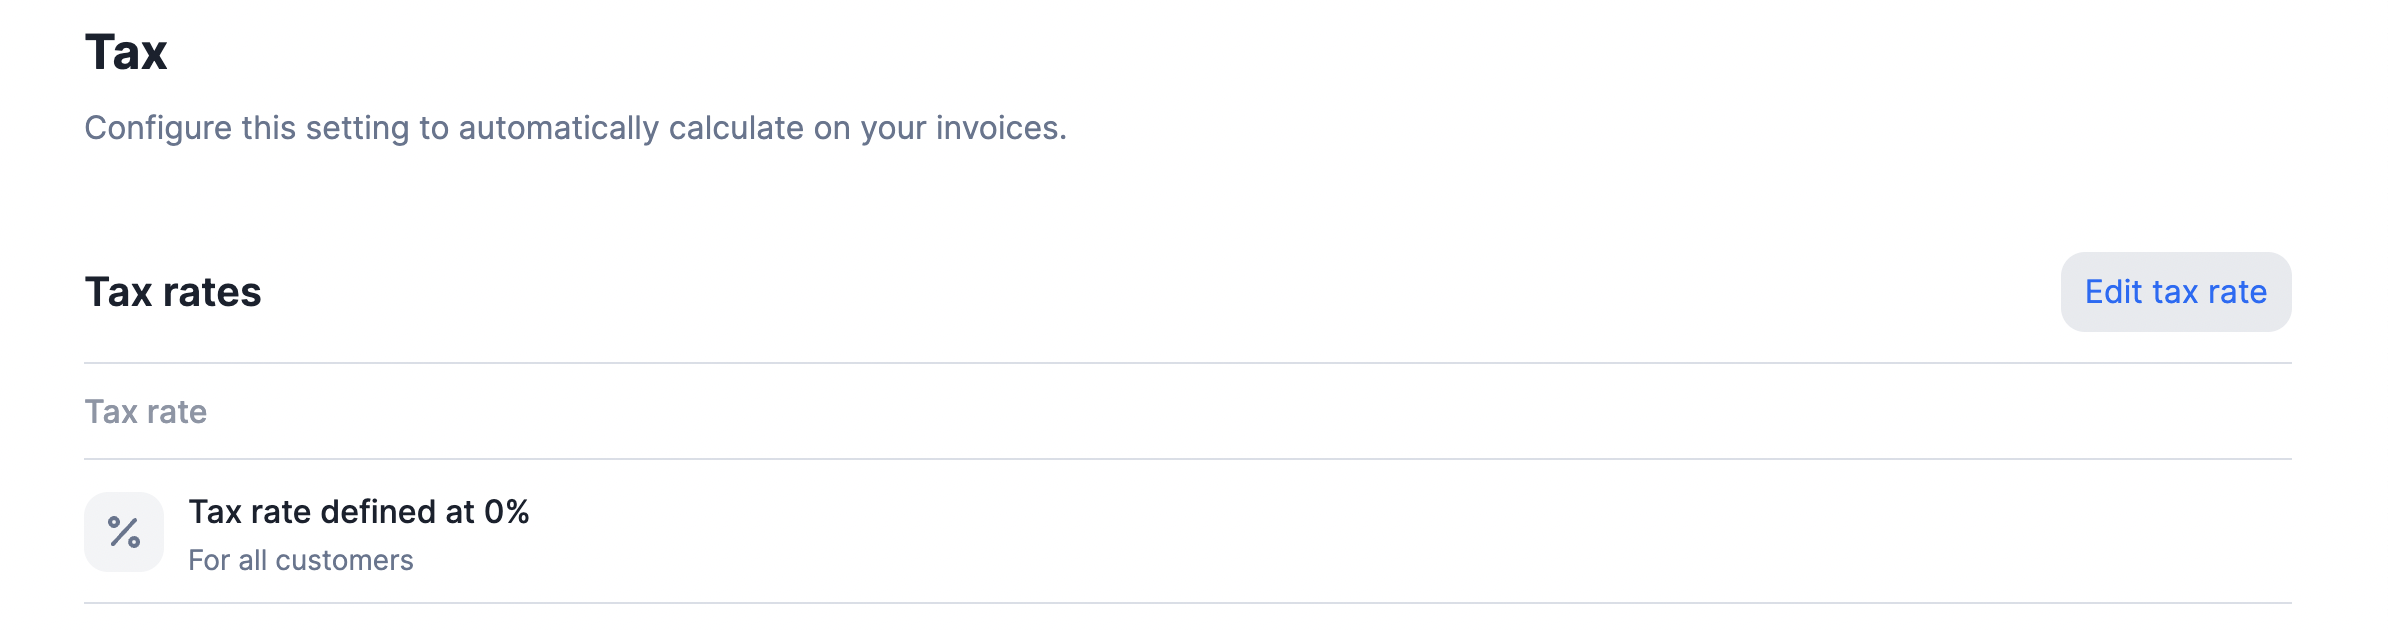 Tax
Configure this setting to automatically calculate on your invoices.
Tax rates
Edit tax rate
Tax rate
Tax rate defined at 0%
For all customers